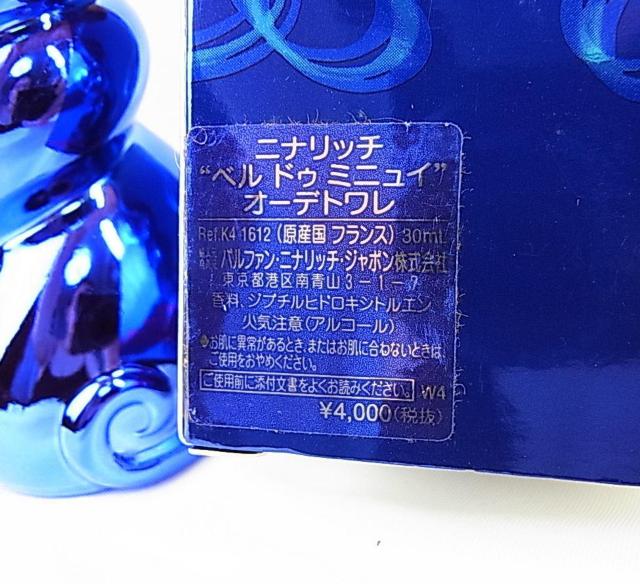 ニナリッチ
“ベル ドゥ ミニュイ”
オーデトワレ
Ref.K4 1612 (原産国 フランス) 30ml
パルファン・ニナリッチ・ジャポン株式会社
東京都港区南青山3-1-7
香料、ジブチルヒドロキシトルエン
火気注意(アルコール)
●お肌に異常があるとき、またはお肌に合わないときは、
ご使用をおやめください。
ご使用前に添付文書をよくお読みください。 W4
¥4,000(税抜)